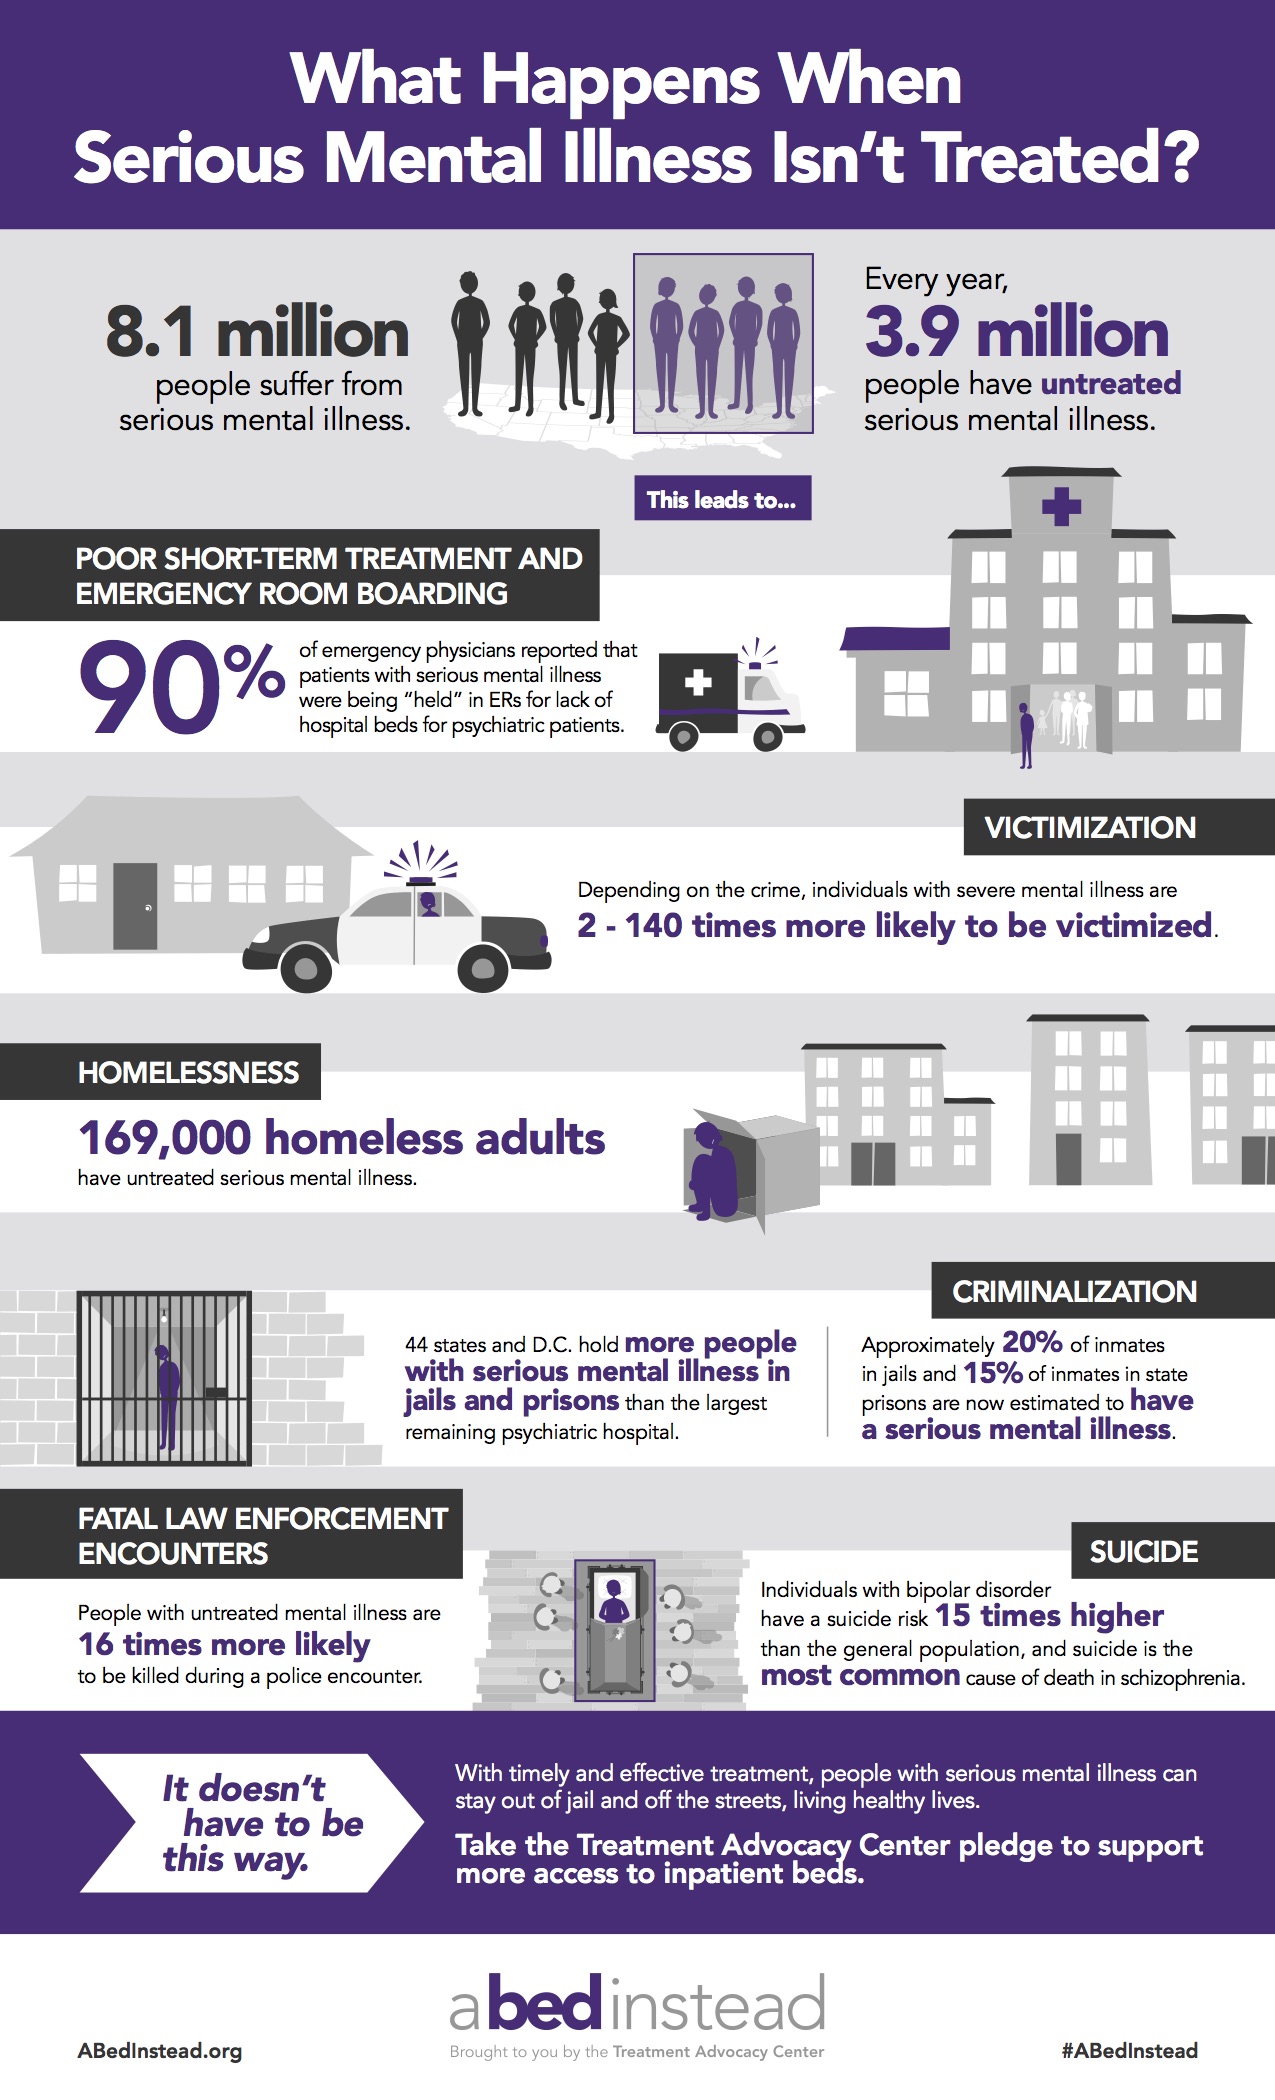 What Happens When
Serious Mental Illness Isn't Treated?
8.1 million
people suffer from
serious mental illness.
Every year,
3.9 million
people have untreated
serious mental illness.
This leads to...
POOR SHORT-TERM TREATMENT AND
EMERGENCY ROOM BOARDING
90%
of emergency physicians reported that
patients with serious mental illness
were being "held" in ERs for lack of
hospital beds for psychiatric patients.
VICTIMIZATION
Depending on the crime, individuals with severe mental illness are
2 - 140 times more likely to be victimized.
HOMELESSNESS
169,000 homeless adults
have untreated serious mental illness.
CRIMINALIZATION
44 states and D.C. hold more people
with serious mental illness in
jails and prisons than the largest
remaining psychiatric hospital.
Approximately 20% of inmates
in jails and 15% of inmates in state
prisons are now estimated to have
a serious mental illness.
FATAL LAW ENFORCEMENT
ENCOUNTERS
People with untreated mental illness are
16 times more likely
to be killed during a police encounter.
SUICIDE
Individuals with bipolar disorder
have a suicide risk 15 times higher
than the general population, and suicide is the
most common cause of death in schizophrenia.
It doesn't
have to be
this way.
With timely and effective treatment, people with serious mental illness can
stay out of jail and off the streets, living healthy lives.
Take the Treatment Advocacy Center pledge to support
more access to inpatient beds.
a bed instead
Brought to you by the Treatment Advocacy Center
ABedInstead.org
#ABedInstead